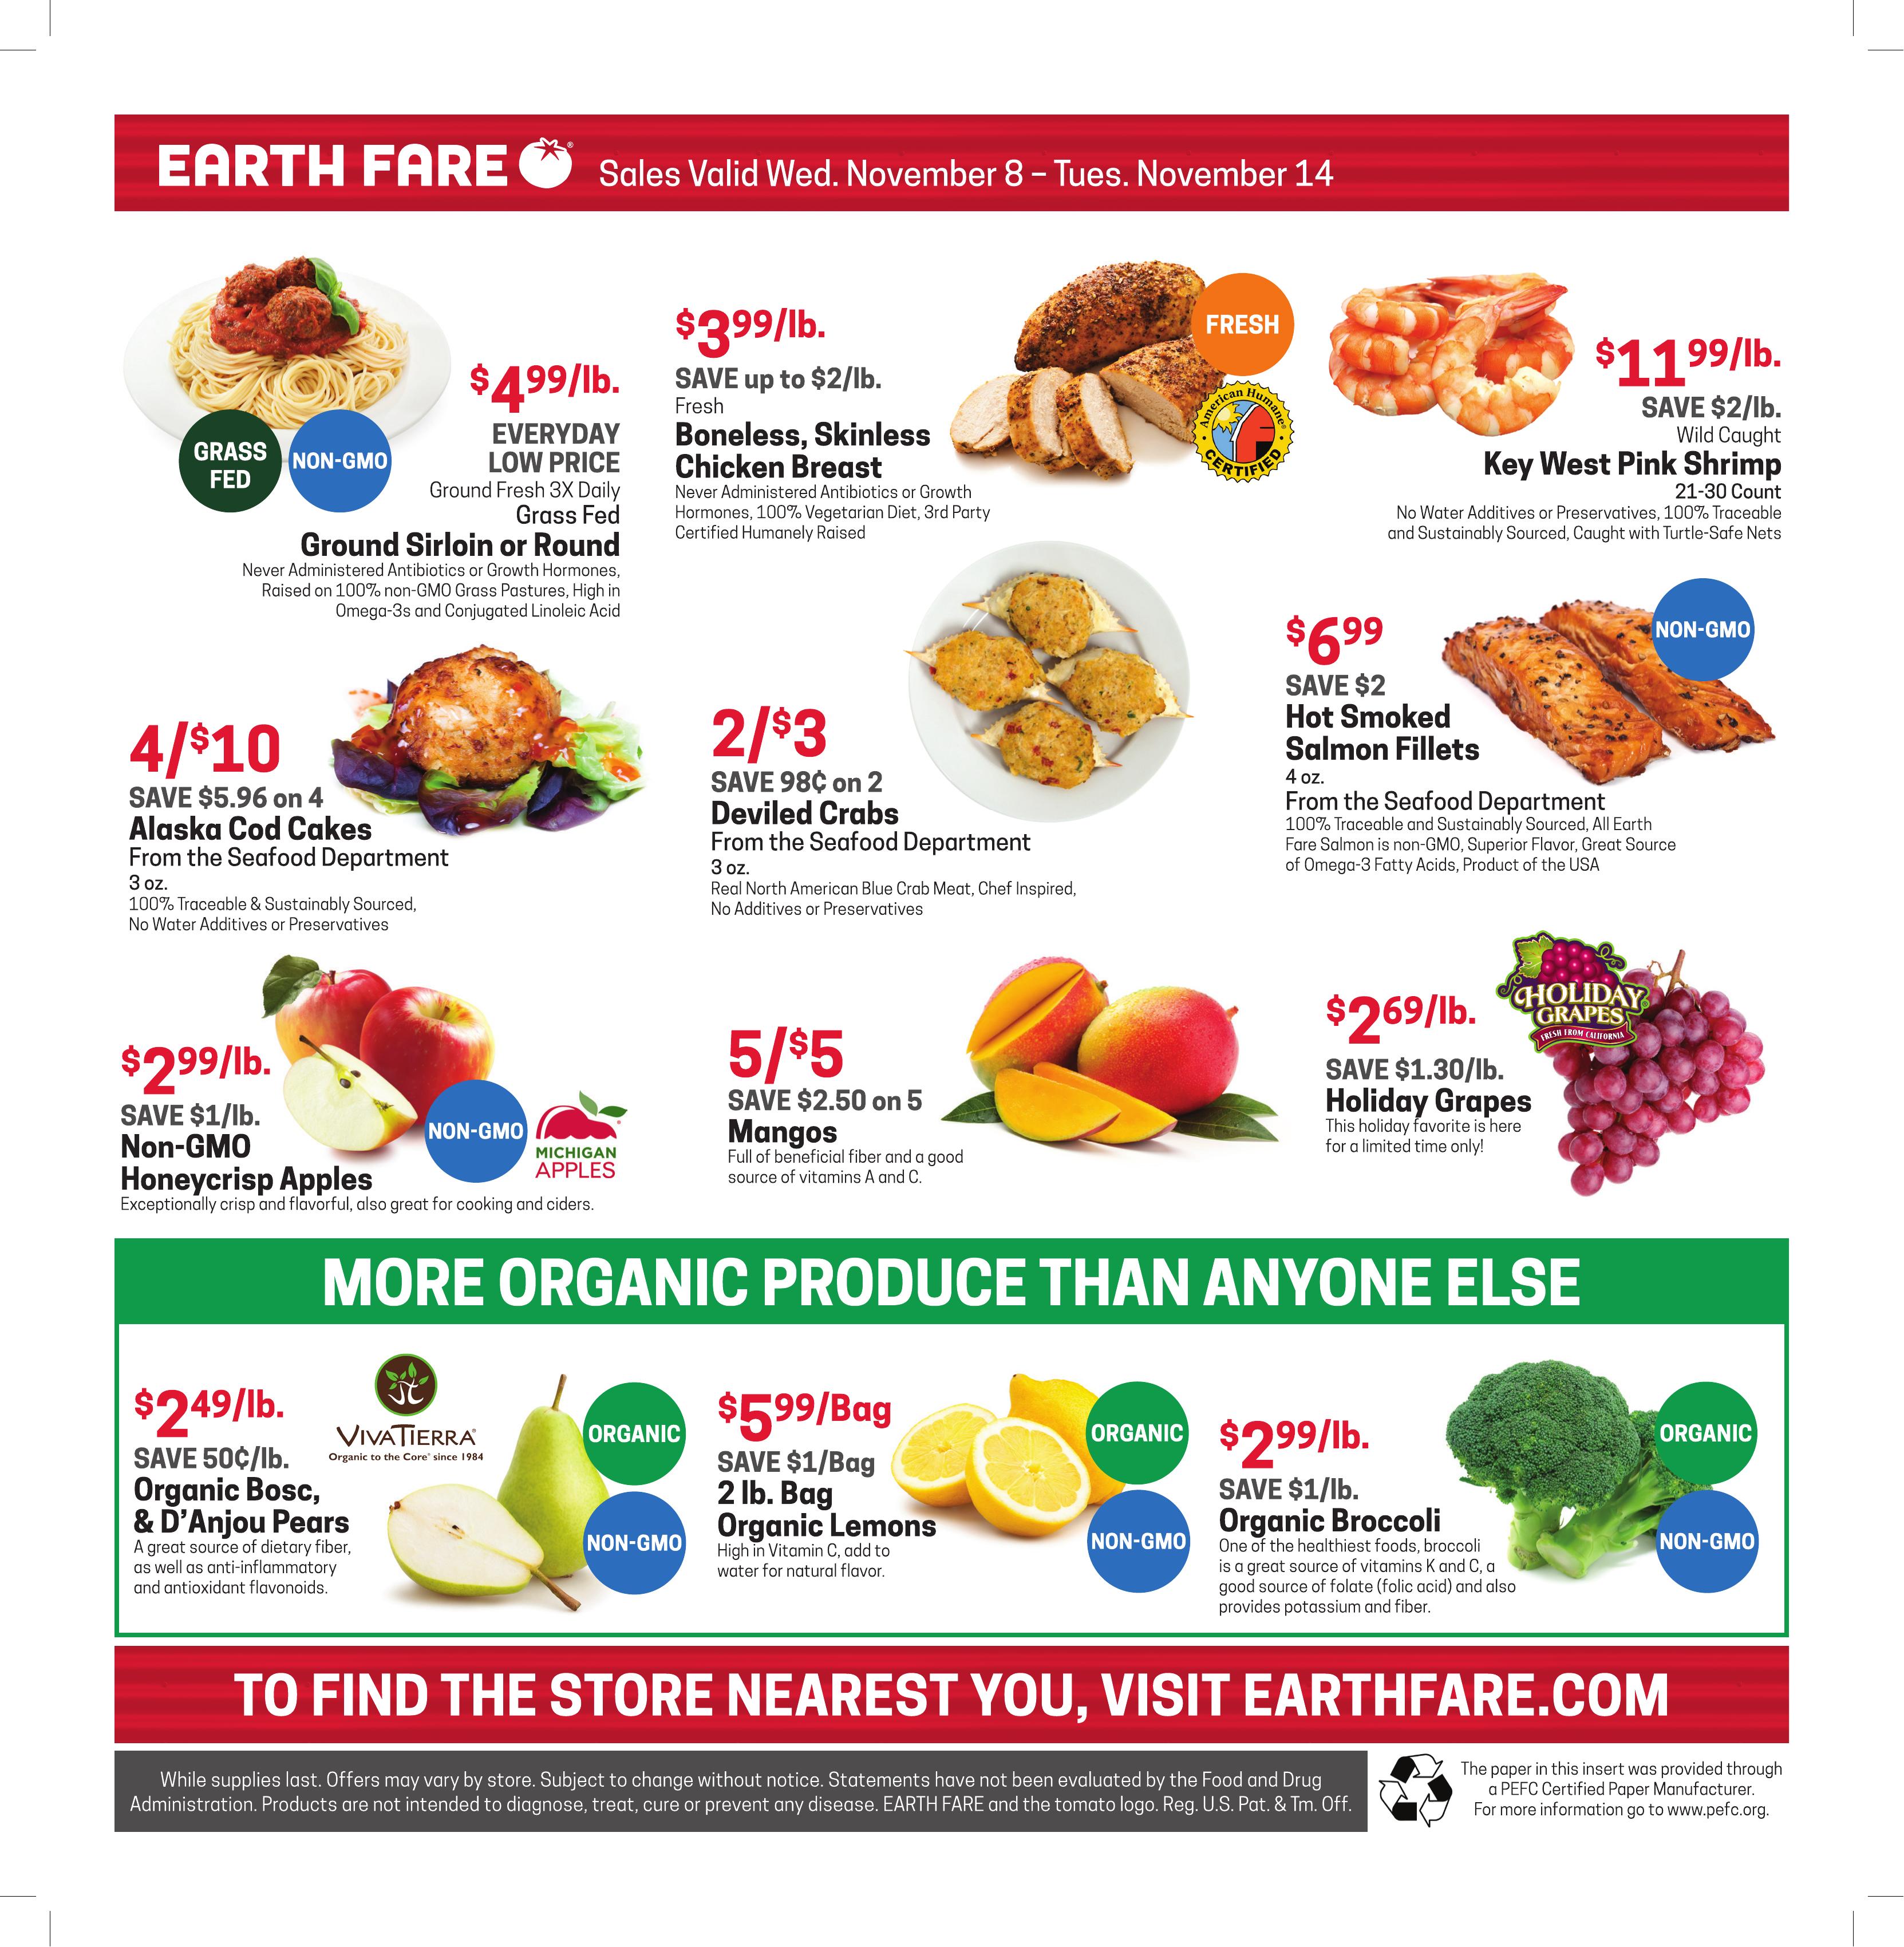 EARTH FARE ® Sales Valid Wed. November 8 – Tues. November 14
GRASS
FED
NON-GMO
$4.99/lb.
EVERYDAY
LOW PRICE
Ground Fresh 3X Daily
Grass Fed
Ground Sirloin or Round
Never Administered Antibiotics or Growth Hormones,
Raised on 100% non-GMO Grass Pastures, High in
Omega-3s and Conjugated Linoleic Acid
$3.99/lb.
SAVE up to $2/lb.
Fresh
Boneless, Skinless
Chicken Breast
Never Administered Antibiotics or Growth
Hormones, 100% Vegetarian Diet, 3rd Party
Certified Humanely Raised
FRESH
American Humane®
CERTIFIED
$11.99/lb.
SAVE $2/lb.
Wild Caught
Key West Pink Shrimp
21-30 Count
No Water Additives or Preservatives, 100% Traceable
and Sustainably Sourced, Caught with Turtle-Safe Nets
4/$10
SAVE $5.96 on 4
Alaska Cod Cakes
From the Seafood Department
3 oz.
100% Traceable & Sustainably Sourced,
No Water Additives or Preservatives
2/$3
SAVE 98¢ on 2
Deviled Crabs
From the Seafood Department
3 oz.
Real North American Blue Crab Meat, Chef Inspired,
No Additives or Preservatives
$6.99
SAVE $2
Hot Smoked
Salmon Fillets
4 oz.
From the Seafood Department
100% Traceable and Sustainably Sourced, All Earth
Fare Salmon is non-GMO, Superior Flavor, Great Source
of Omega-3 Fatty Acids, Product of the USA
NON-GMO
$2.99/lb.
SAVE $1/lb.
Non-GMO
Honeycrisp Apples
Exceptionally crisp and flavorful, also great for cooking and ciders.
NON-GMO
MICHIGAN
APPLES
5/$5
SAVE $2.50 on 5
Mangos
Full of beneficial fiber and a good
source of vitamins A and C.
$2.69/lb.
SAVE $1.30/lb.
Holiday Grapes
This holiday favorite is here
for a limited time only!
HOLIDAY
GRAPES
FRESH FROM CALIFORNIA
MORE ORGANIC PRODUCE THAN ANYONE ELSE
$2.49/lb.
SAVE 50¢/lb.
Organic Bosc,
& D'Anjou Pears
A great source of dietary fiber,
as well as anti-inflammatory
and antioxidant flavonoids.
VIVATIERRA®
Organic to the Core® since 1984
ORGANIC
NON-GMO
$5.99/Bag
SAVE $1/Bag
2 lb. Bag
Organic Lemons
High in Vitamin C, add to
water for natural flavor.
ORGANIC
NON-GMO
$2.99/lb.
SAVE $1/lb.
Organic Broccoli
One of the healthiest foods, broccoli
is a great source of vitamins K and C, a
good source of folate (folic acid) and also
provides potassium and fiber.
ORGANIC
NON-GMO
TO FIND THE STORE NEAREST YOU, VISIT EARTHFARE.COM
While supplies last. Offers may vary by store. Subject to change without notice. Statements have not been evaluated by the Food and Drug
Administration. Products are not intended to diagnose, treat, cure or prevent any disease. EARTH FARE and the tomato logo. Reg. U.S. Pat. & Tm. Off.
The paper in this insert was provided through
a PEFC Certified Paper Manufacturer.
For more information go to www.pefc.org.